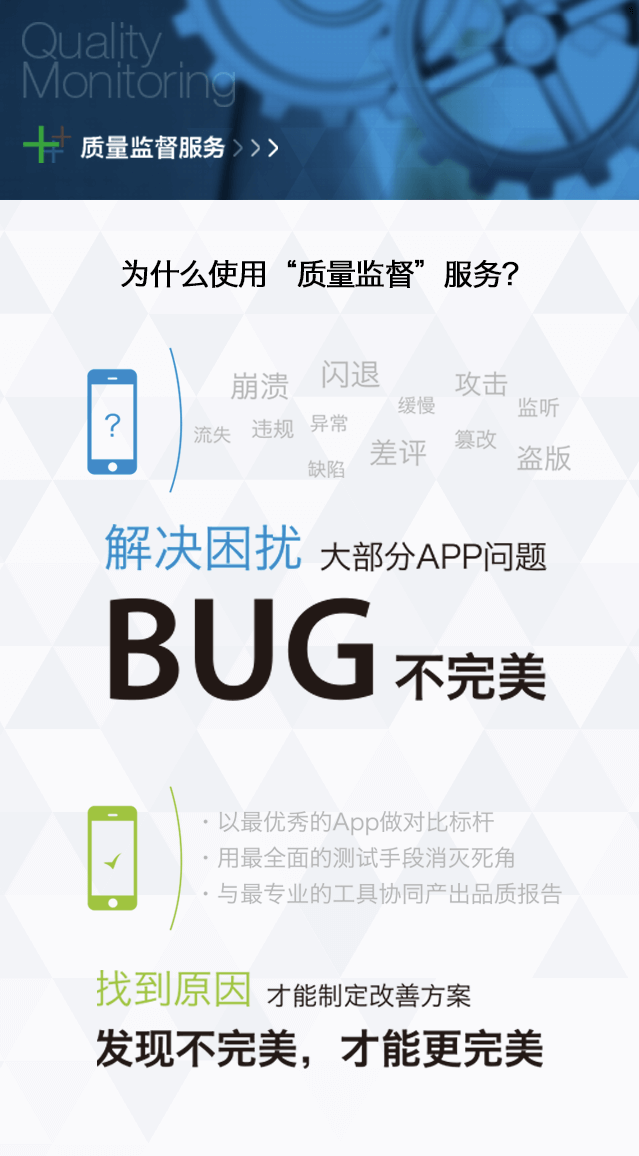 Quality
Monitoring
质量监督服务>>>
为什么使用“质量监督”服务?
?
崩溃 闪退 缓慢 攻击 监听
流失 违规 异常 缺陷 差评 篡改 盗版
解决困扰 大部分APP问题
BUG 不完美
·以最优秀的App做对比标杆
·用最全面的测试手段消灭死角
·与最专业的工具协同产出品质报告
找到原因 才能制定改善方案
发现不完美，才能更完美